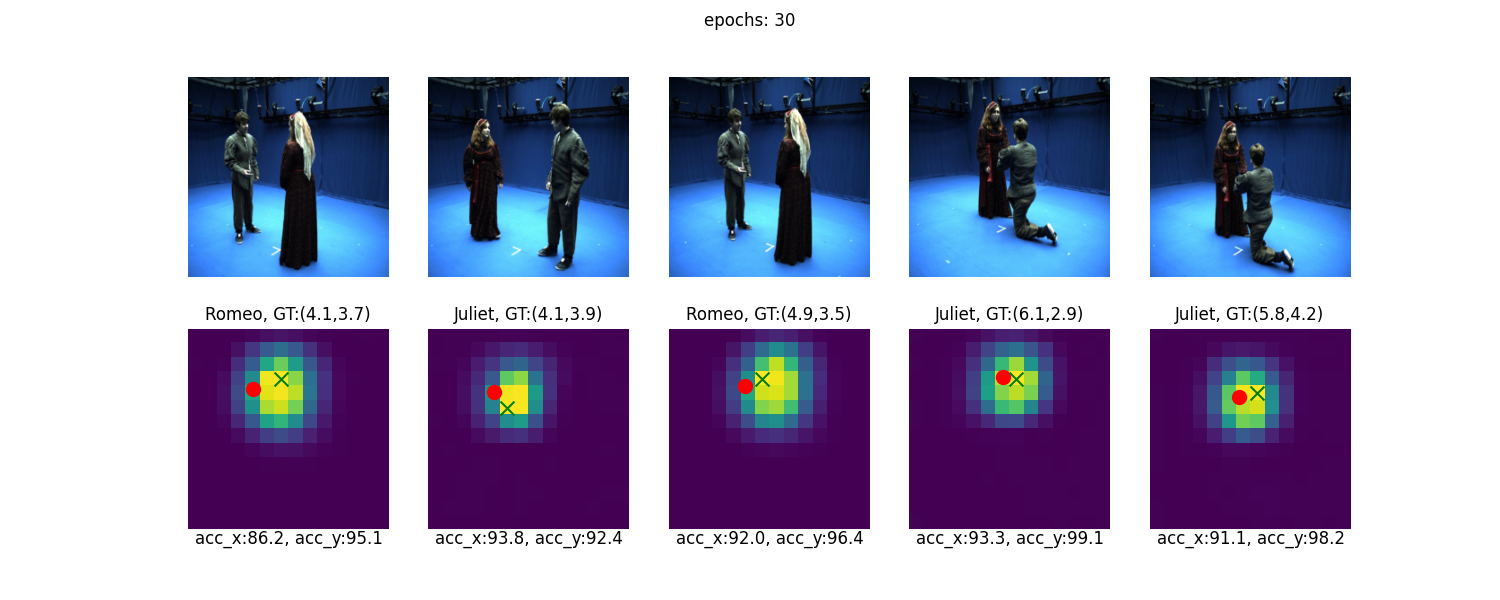 epochs: 30
Romeo, GT:(4.1,3.7)
Juliet, GT:(4.1,3.9)
Romeo, GT:(4.9,3.5)
Juliet, GT:(6.1,2.9)
Juliet, GT:(5.8,4.2)
acc_x:86.2, acc_y:95.1
acc_x:93.8, acc_y:92.4
acc_x:92.0, acc_y:96.4
acc_x:93.3, acc_y:99.1
acc_x:91.1, acc_y:98.2